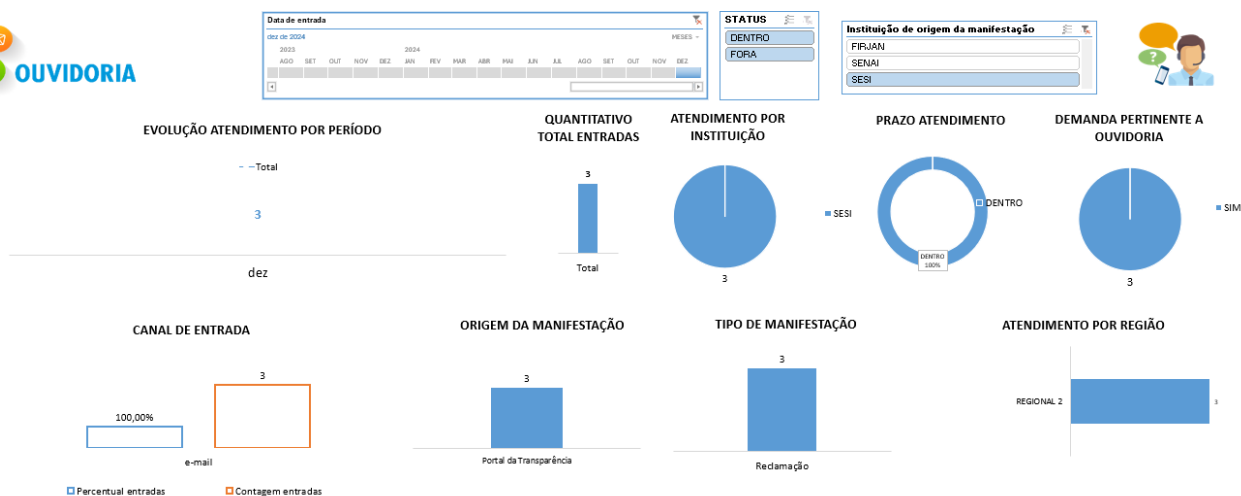 OUVIDORIA
Data de entrada
dez de 2024
MESES
2023
2024
AGO SET OUT NOV DEZ JAN FEV MAR ABR MAI JUN JUL AGO SET OUT NOV DEZ
STATUS
DENTRO
FORA
Instituição de origem da manifestação
FIRJAN
SENAI
SESI
EVOLUÇÃO ATENDIMENTO POR PERÍODO
Total
3
dez
QUANTITATIVO
TOTAL ENTRADAS
3
Total
ATENDIMENTO POR
INSTITUIÇÃO
SESI
3
PRAZO ATENDIMENTO
DENTRO
DENTRO
100%
DEMANDA PERTINENTE A
OUVIDORIA
SIM
3
CANAL DE ENTRADA
100,00%
3
e-mail
Percentual entradas
Contagem entradas
ORIGEM DA MANIFESTAÇÃO
3
Portal da Transparência
TIPO DE MANIFESTAÇÃO
3
Reclamação
ATENDIMENTO POR REGIÃO
REGIONAL 2
3